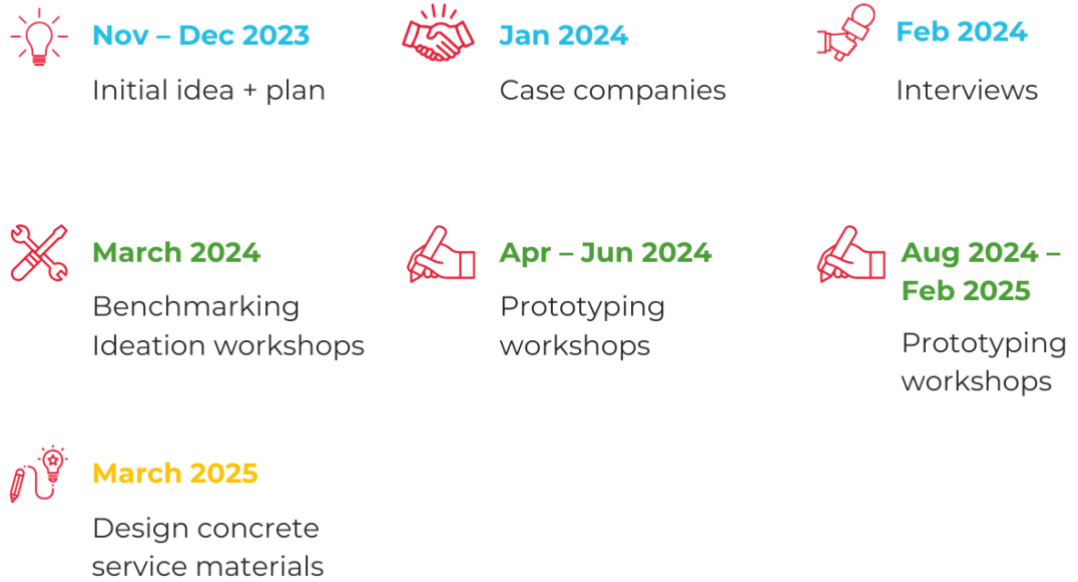 Nov – Dec 2023
Initial idea + plan
Jan 2024
Case companies
Feb 2024
Interviews
March 2024
Benchmarking
Ideation workshops
Apr – Jun 2024
Prototyping
workshops
Aug 2024 –
Feb 2025
Prototyping
workshops
March 2025
Design concrete
service materials